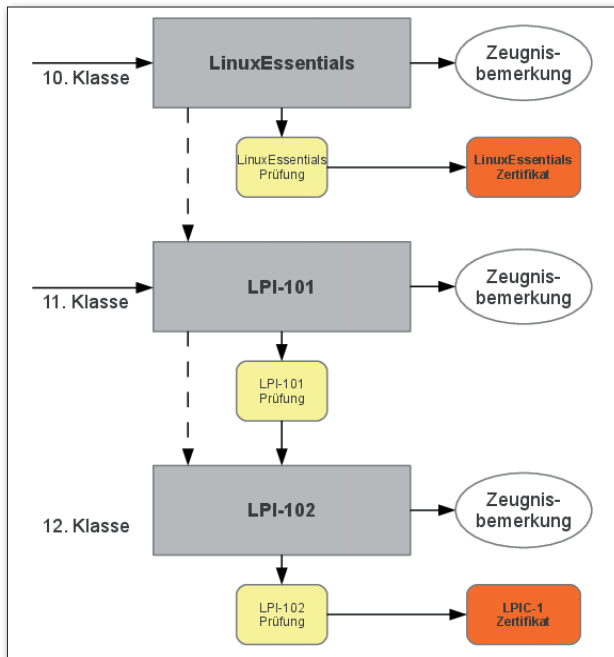 10. Klasse
LinuxEssentials
Zeugnis-
bemerkung
LinuxEssentials
Prüfung
LinuxEssentials
Zertifikat
11. Klasse
LPI-101
Zeugnis-
bemerkung
LPI-101
Prüfung
12. Klasse
LPI-102
Zeugnis-
bemerkung
LPI-102
Prüfung
LPIC-1
Zertifikat